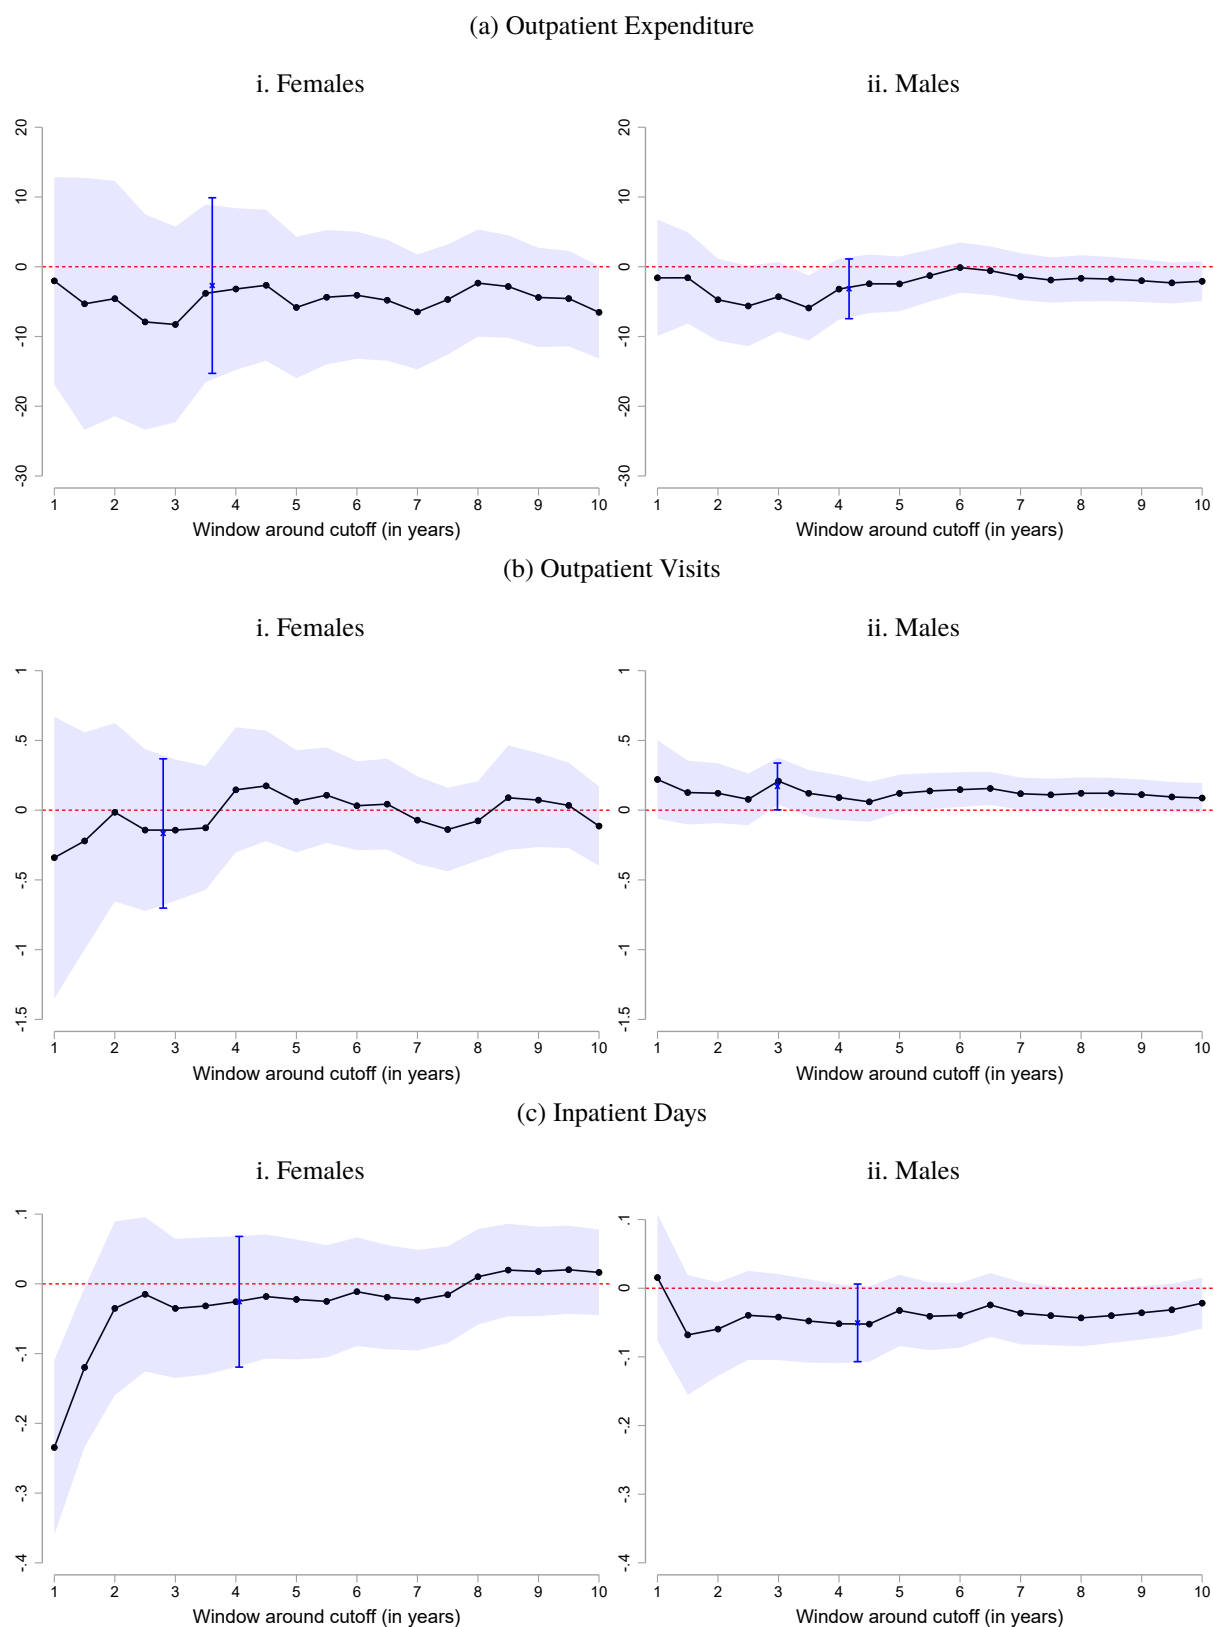 (a) Outpatient Expenditure
i. Females
ii. Males
20
10
0
-10
-20
-30
1 2 3 4 5 6 7 8 9 10
Window around cutoff (in years)
20
10
0
-10
-20
-30
1 2 3 4 5 6 7 8 9 10
Window around cutoff (in years)
(b) Outpatient Visits
i. Females
ii. Males
1
.5
0
-.5
-1
-1.5
1 2 3 4 5 6 7 8 9 10
Window around cutoff (in years)
1
.5
0
-.5
-1
-1.5
1 2 3 4 5 6 7 8 9 10
Window around cutoff (in years)
(c) Inpatient Days
i. Females
ii. Males
.1
0
-.1
-.2
-.3
-.4
1 2 3 4 5 6 7 8 9 10
Window around cutoff (in years)
.1
0
-.1
-.2
-.3
-.4
1 2 3 4 5 6 7 8 9 10
Window around cutoff (in years)